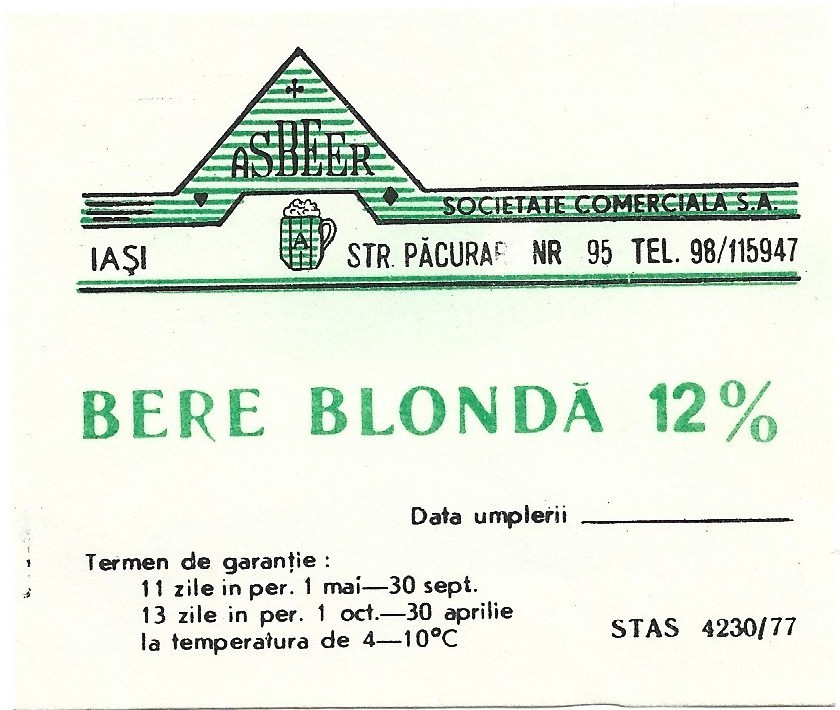 ASBEER
SOCIETATE COMERCIALA S.A.
A
IAŞI STR. PĂCURAR NR 95 TEL. 98/115947
BERE BLONDĂ 12%
Data umplerii
Termen de garanție :
11 zile in per. 1 mai—30 sept.
13 zile in per. 1 oct.—30 aprilie
la temperatura de 4—10°C
STAS 4230/77